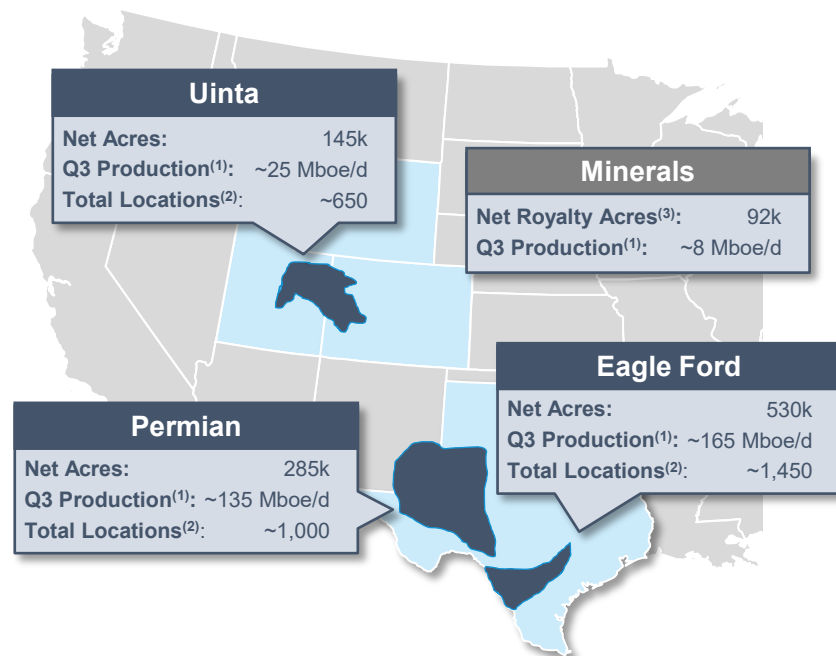 Uinta
Net Acres: 145k
Q3 Production(1): ~25 Mboe/d
Total Locations(2): ~650
Minerals
Net Royalty Acres(3): 92k
Q3 Production(1): ~8 Mboe/d
Eagle Ford
Net Acres: 530k
Q3 Production(1): ~165 Mboe/d
Total Locations(2): ~1,450
Permian
Net Acres: 285k
Q3 Production(1): ~135 Mboe/d
Total Locations(2): ~1,000